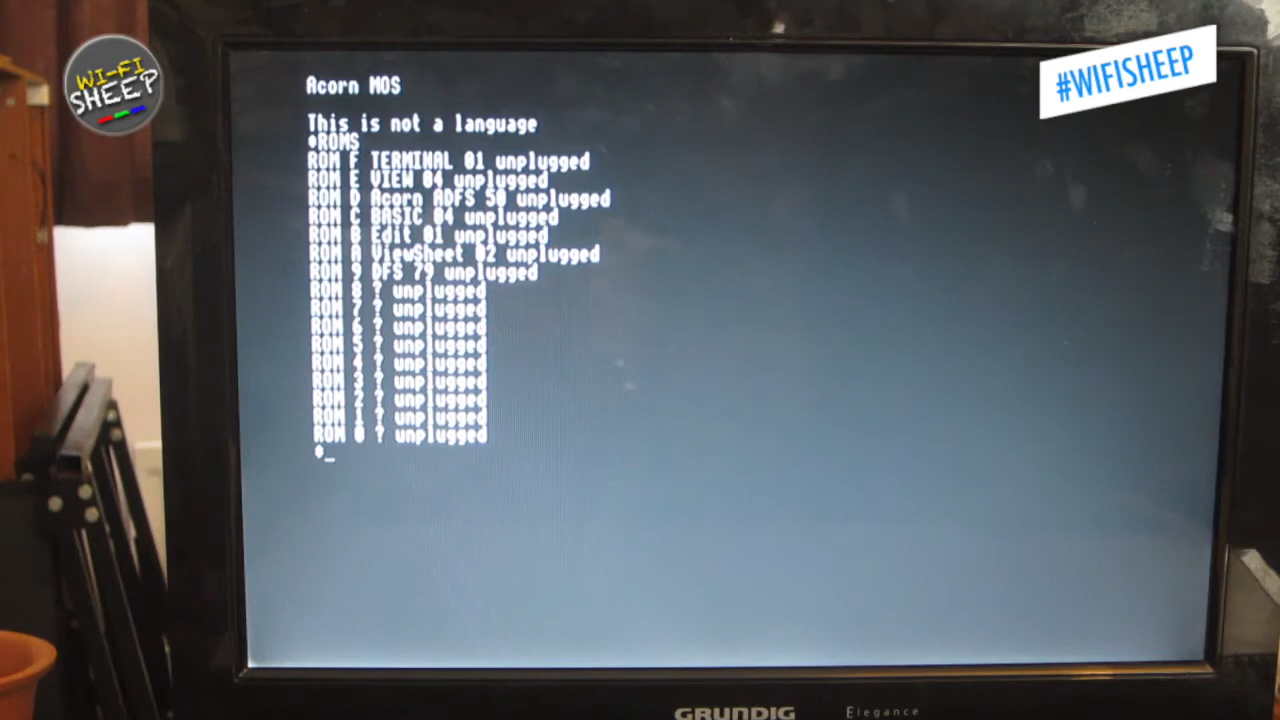 WI-FI
SHEEP
#WIFISHEEP
Acorn MOS
This is not a language
*ROMS
ROM F TERMINAL 01 unplugged
ROM E VIEW 04 unplugged
ROM D Acorn ADFS 50 unplugged
ROM C BASIC 04 unplugged
ROM B Edit 01 unplugged
ROM A ViewSheet 02 unplugged
ROM 9 DFS 79 unplugged
ROM 8 ? unplugged
ROM 7 ? unplugged
ROM 6 ? unplugged
ROM 5 ? unplugged
ROM 4 ? unplugged
ROM 3 ? unplugged
ROM 2 ? unplugged
ROM 1 ? unplugged
ROM 0 ? unplugged
*_
GRUNDIG Elegance